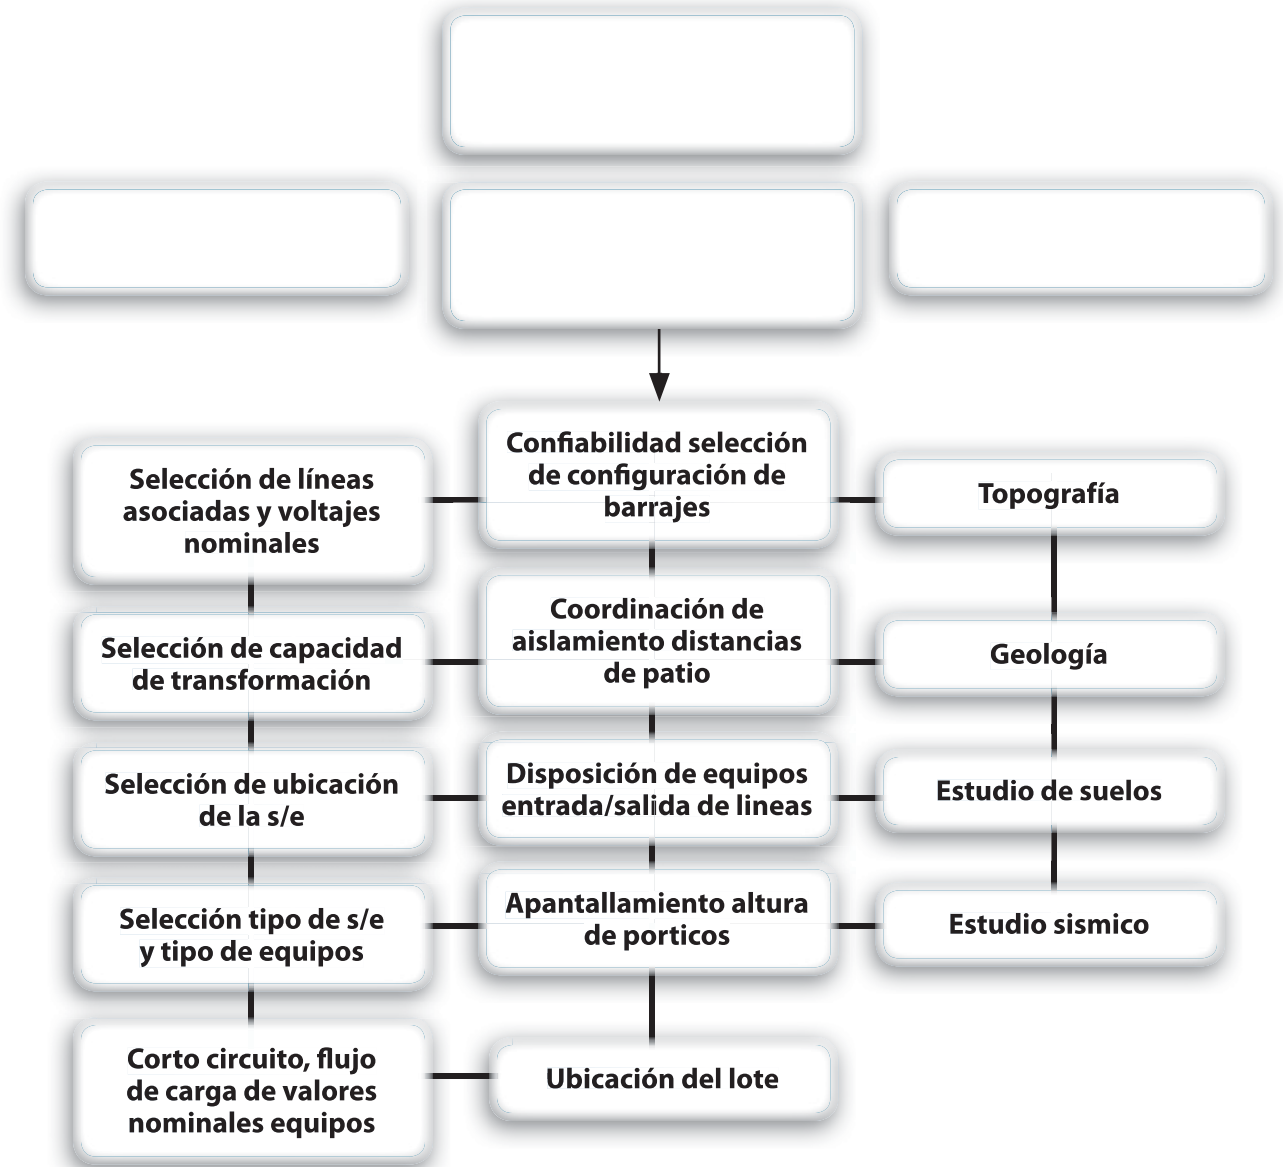 Selección de líneas
asociadas y voltajes
nominales
Confiabilidad selección
de configuración de
barrajes
Topografía
Selección de capacidad
de transformación
Coordinación de
aislamiento distancias
de patio
Geología
Selección de ubicación
de la s/e
Disposición de equipos
entrada/salida de lineas
Estudio de suelos
Selección tipo de s/e
y tipo de equipos
Apantallamiento altura
de porticos
Estudio sismico
Corto circuito, flujo
de carga de valores
nominales equipos
Ubicación del lote